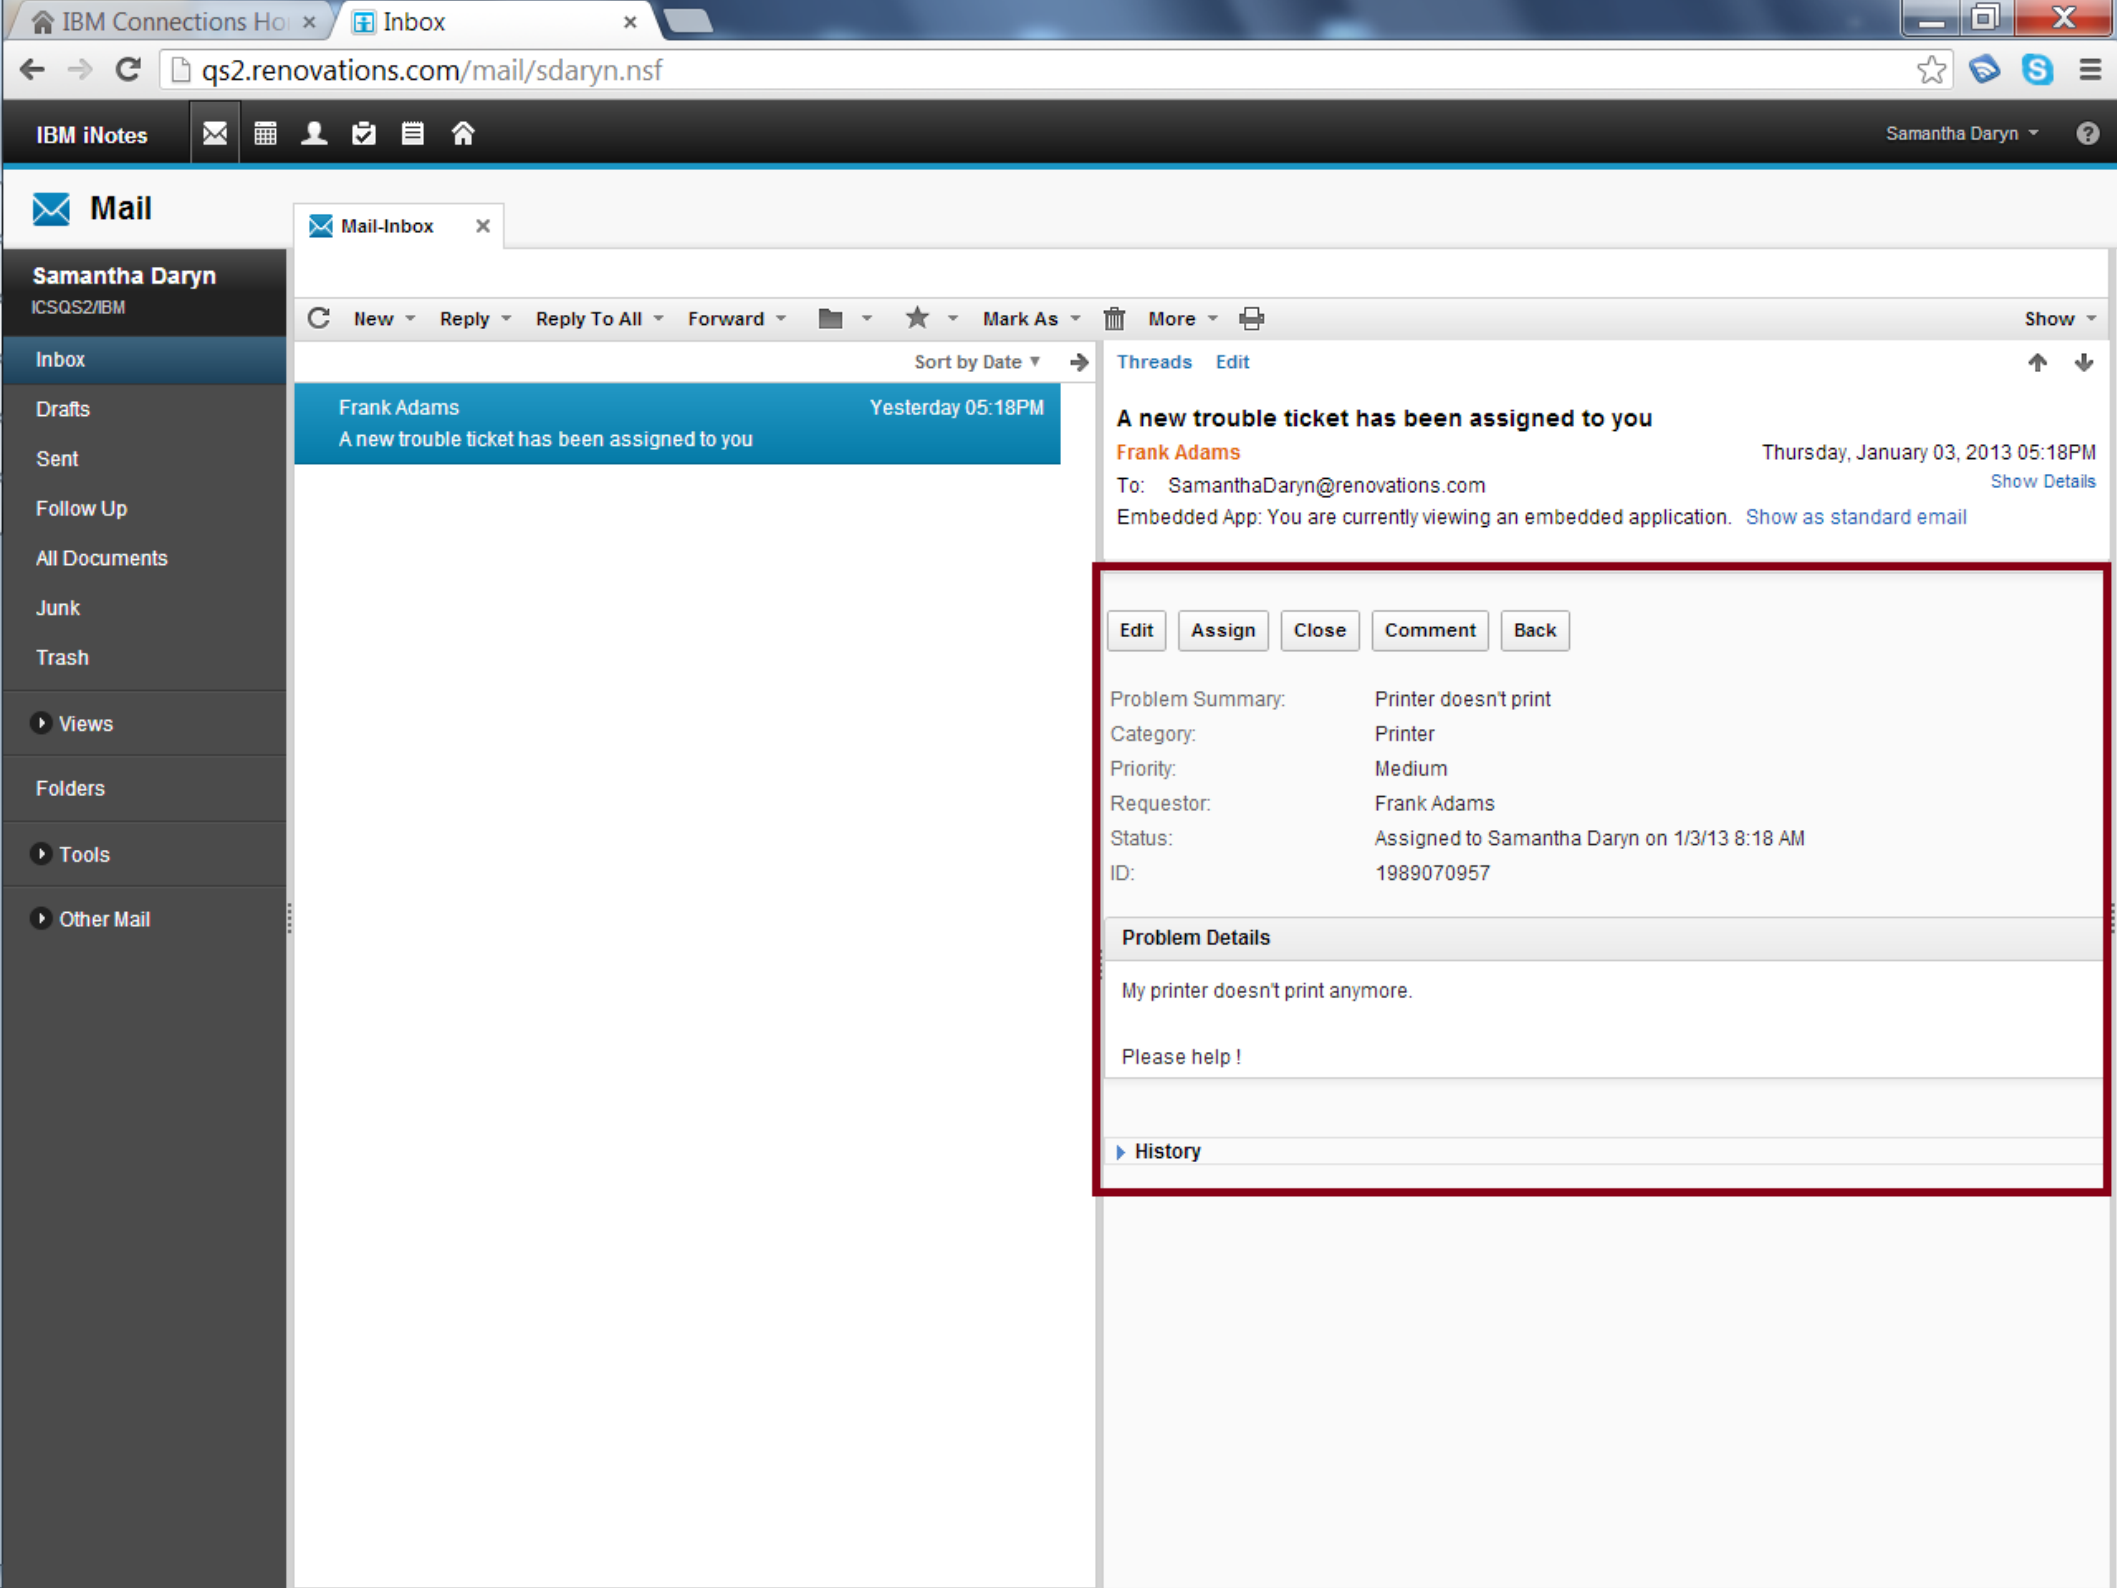 IBM Connections Ho
Inbox
qs2.renovations.com/mail/sdaryn.nsf
IBM iNotes
Samantha Daryn
Mail
Mail-Inbox
Samantha Daryn
ICSQS2/IBM
Inbox
Drafts
Sent
Follow Up
All Documents
Junk
Trash
Views
Folders
Tools
Other Mail
New Reply Reply To All Forward Mark As More Show
Sort by Date
Frank Adams Yesterday 05:18PM
A new trouble ticket has been assigned to you
Threads Edit
A new trouble ticket has been assigned to you
Frank Adams Thursday, January 03, 2013 05:18PM
To: SamanthaDaryn@renovations.com Show Details
Embedded App: You are currently viewing an embedded application. Show as standard email
Edit Assign Close Comment Back
Problem Summary: Printer doesn't print
Category: Printer
Priority: Medium
Requestor: Frank Adams
Status: Assigned to Samantha Daryn on 1/3/13 8:18 AM
ID: 1989070957
Problem Details
My printer doesn't print anymore.
Please help !
History